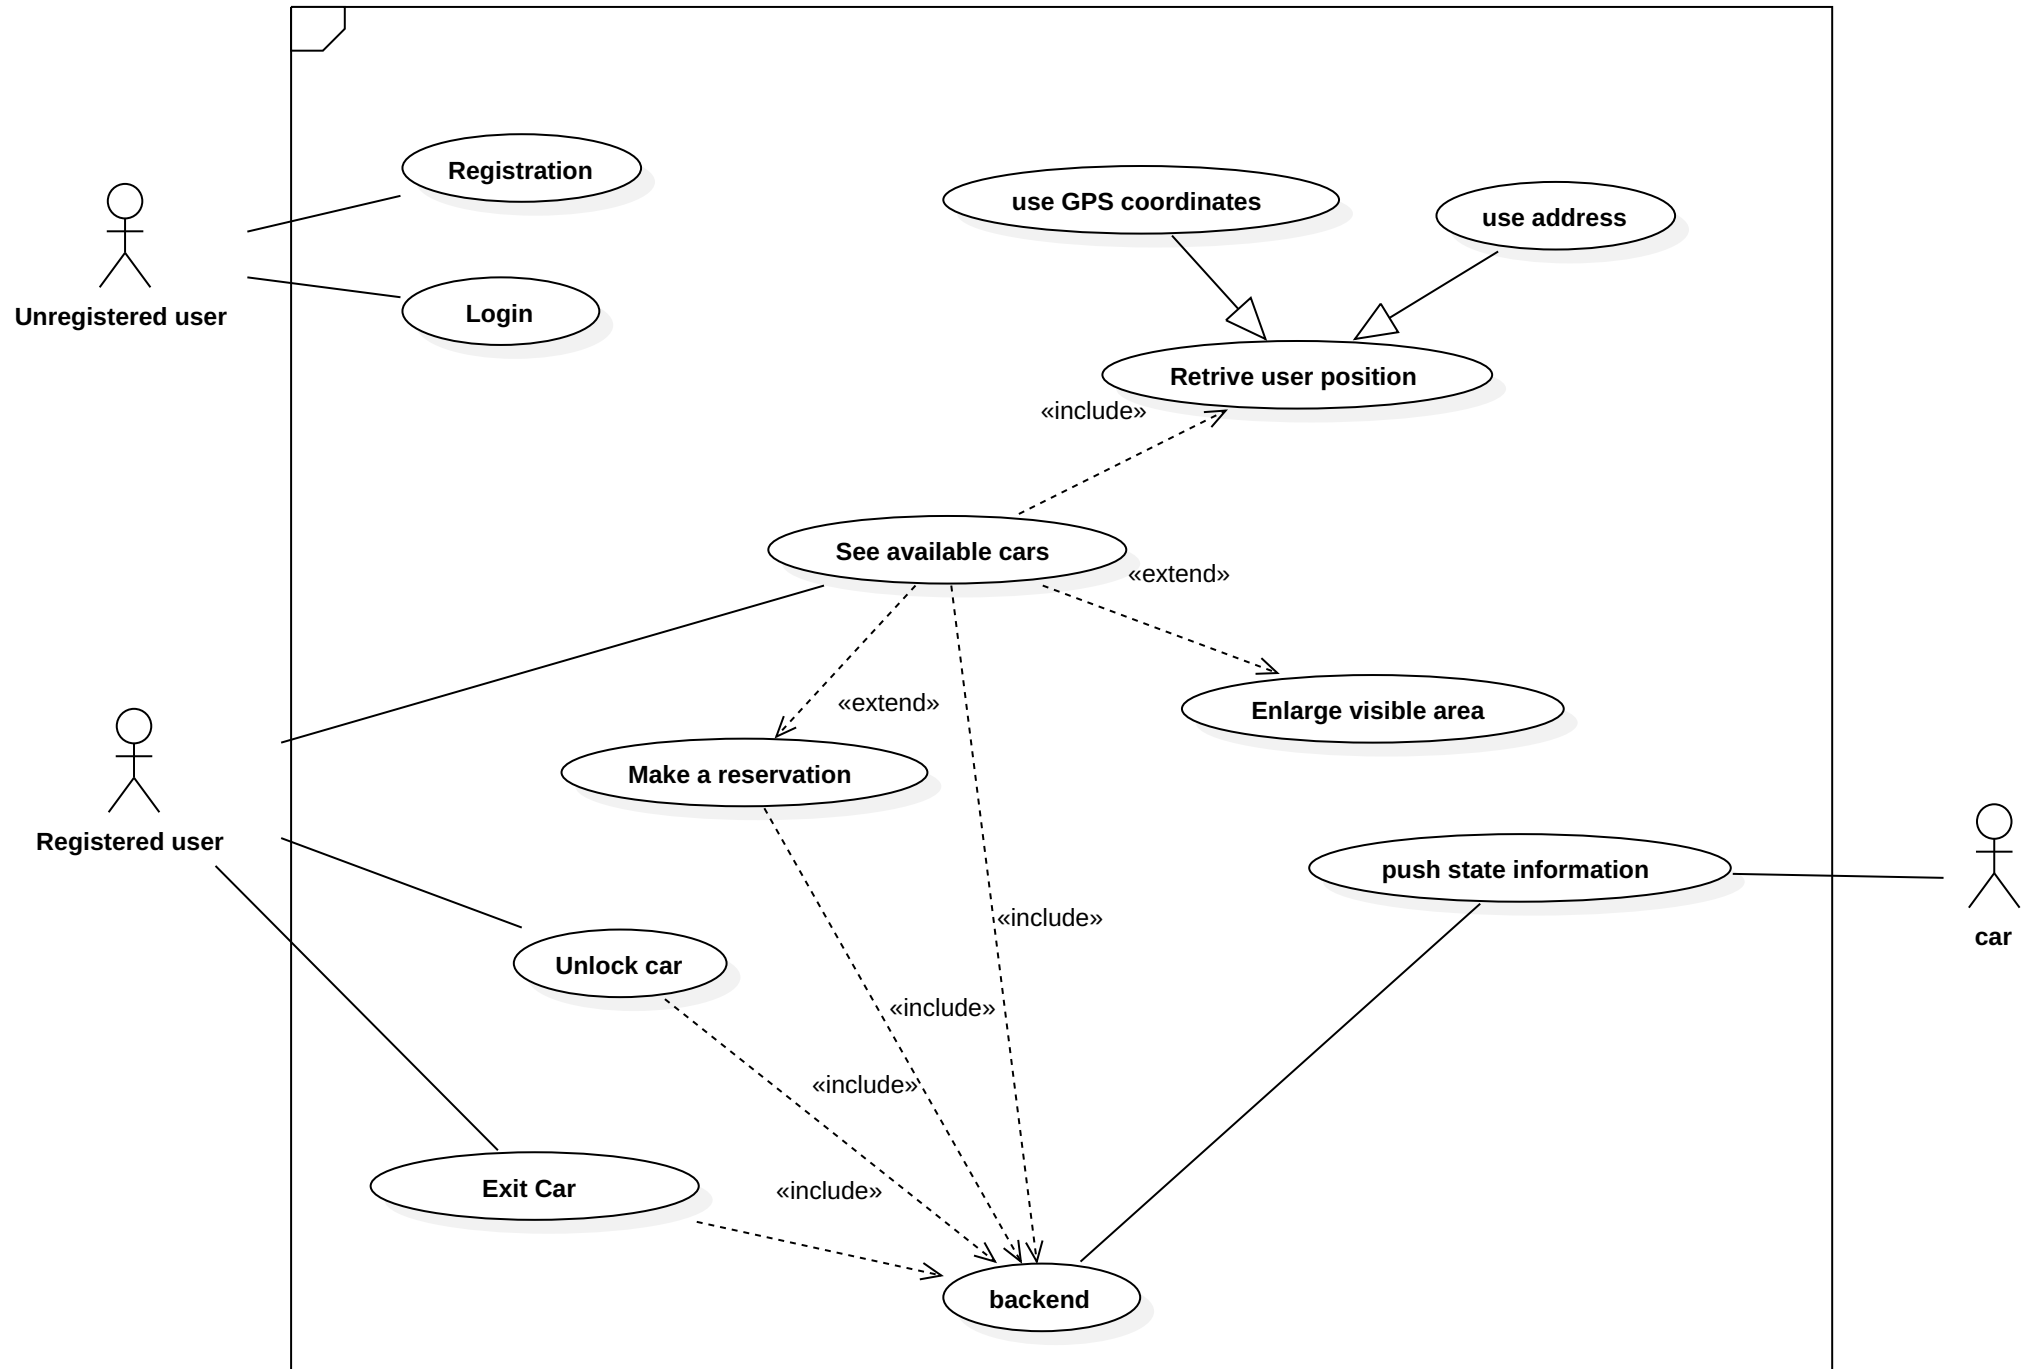 Registration
use GPS coordinates
use address
Unregistered user
Login
Retrive user position
«include»
See available cars
«extend»
«extend»
Enlarge visible area
Make a reservation
Registered user
push state information
«include»
car
Unlock car
«include»
«include»
Exit Car
«include»
backend